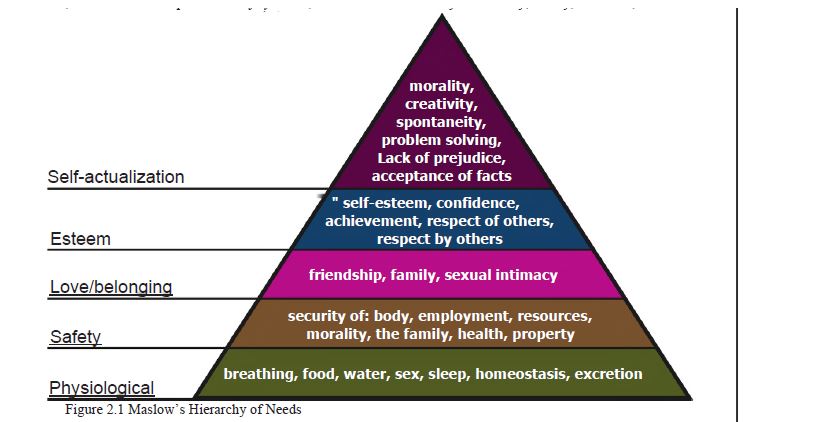 morality,
creativity,
spontaneity,
problem solving,
Lack of prejudice,
acceptance of facts
Self-actualization
" self-esteem, confidence,
achievement, respect of others,
respect by others
Esteem
friendship, family, sexual intimacy
Love/belonging
security of: body, employment, resources,
morality, the family, health, property
Safety
breathing, food, water, sex, sleep, homeostasis, excretion
Physiological
Figure 2.1 Maslow's Hierarchy of Needs